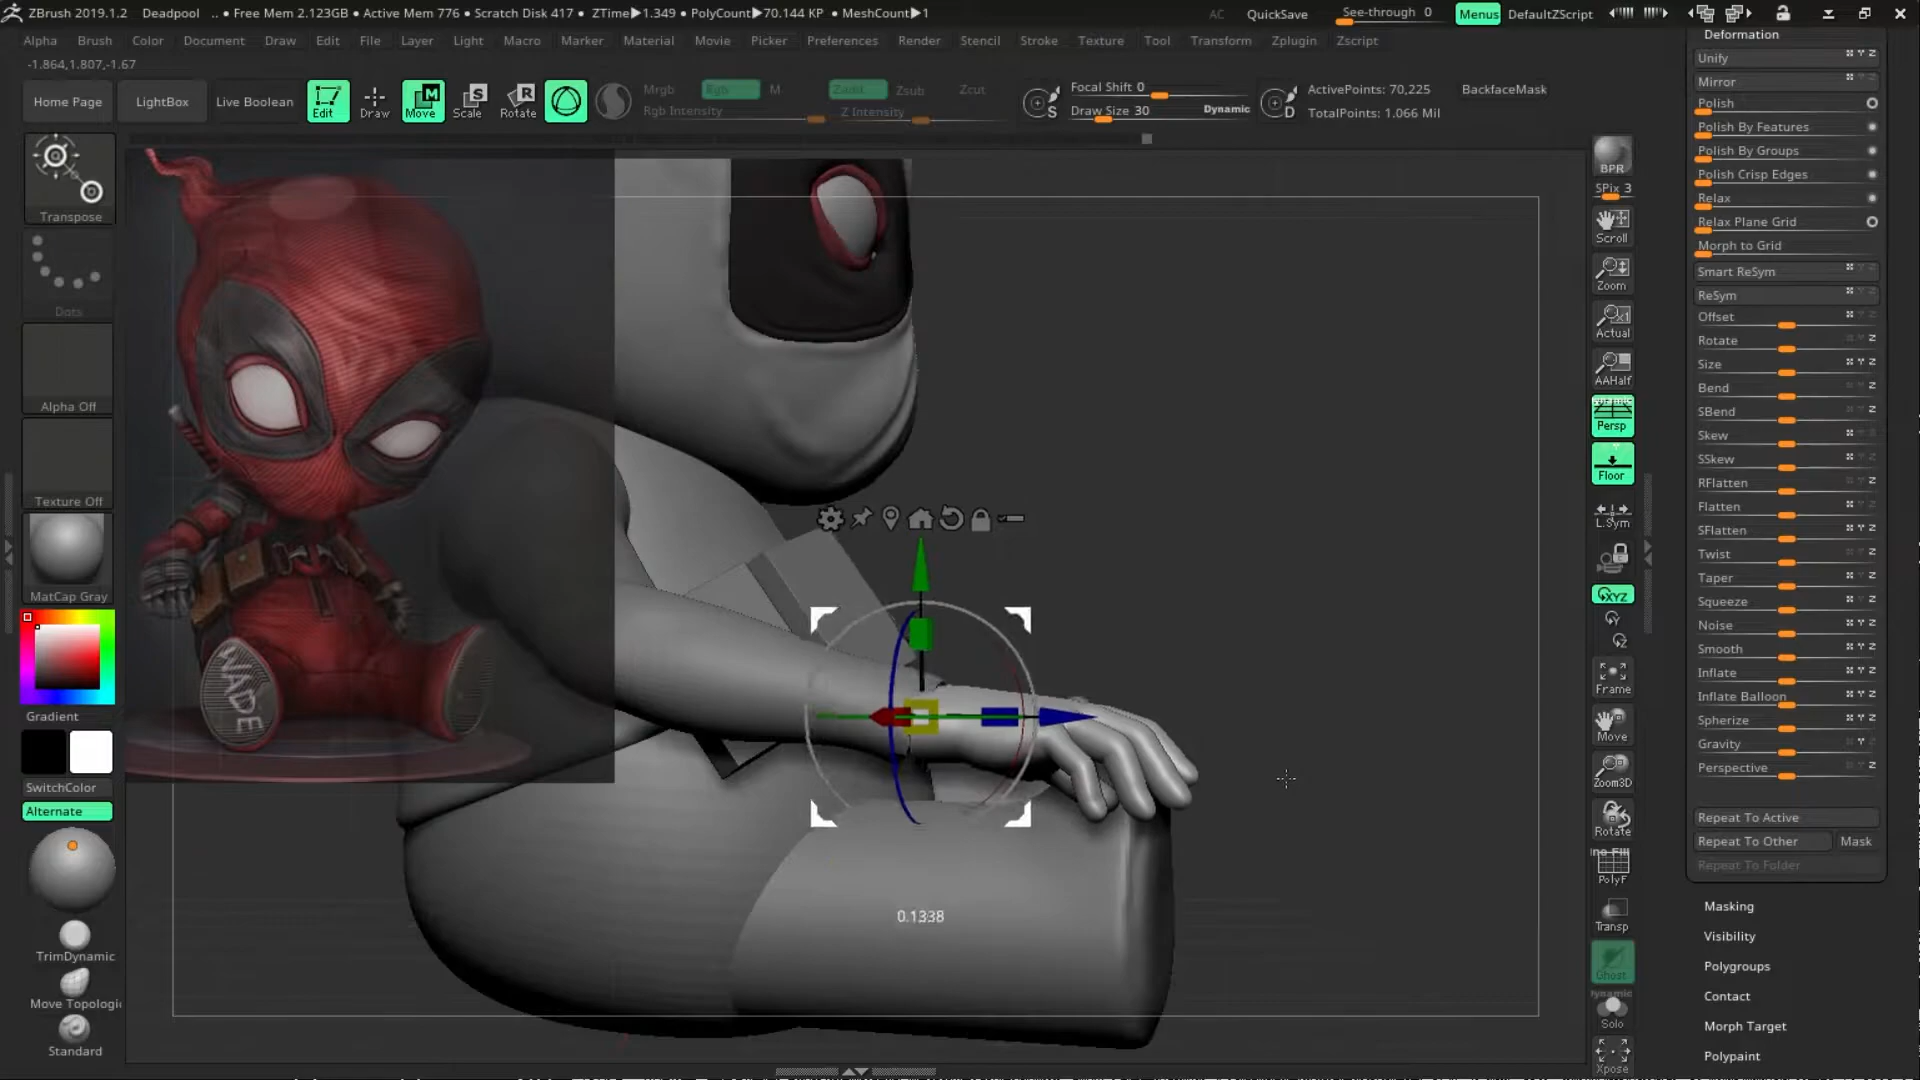 ZBrush 2019.1.2 Deadpool .. • Free Mem 2.123GB • Active Mem 776 • Scratch Disk 417 • ZTime▶1.349 • PolyCount▶70.144 KP • MeshCount▶1 AC QuickSave See-through 0 Menus DefaultZScript
Alpha Brush Color Document Draw Edit File Layer Light Macro Marker Material Movie Picker Preferences Render Stencil Stroke Texture Tool Transform Zplugin Zscript
-1.864,1.807,-1.67
Home Page LightBox Live Boolean Edit Draw Move Scale Rotate
M S R
Mrgb Rgb M Zadd Zsub Zcut
Rgb Intensity Z Intensity
S Focal Shift 0
Draw Size 30 Dynamic
D ActivePoints: 70,225 BackfaceMask
TotalPoints: 1.066 Mil
Transpose
Dots
Alpha Off
Texture Off
MatCap Gray
Gradient
SwitchColor
Alternate
TrimDynamic
Move Topologi
Standard
WADE
0.1338
BPR
SPix 3
Scroll
Zoom
Actual
AAHalf
Persp
Floor
L.Sym
XYZ
Frame
Move
Zoom3D
Rotate
PolyF
Transp
Ghost
Dynamic
Solo
Xpose
Deformation
Unify
Mirror
Polish
Polish By Features
Polish By Groups
Polish Crisp Edges
Relax
Relax Plane Grid
Morph to Grid
Smart ReSym
ReSym
Offset
Rotate
Size
Bend
SBend
Skew
SSkew
RFlatten
Flatten
SFlatten
Twist
Taper
Squeeze
Noise
Smooth
Inflate
Inflate Balloon
Spherize
Gravity
Perspective
Repeat To Active
Repeat To Other Mask
Repeat To Folder
Masking
Visibility
Polygroups
Contact
Morph Target
Polypaint